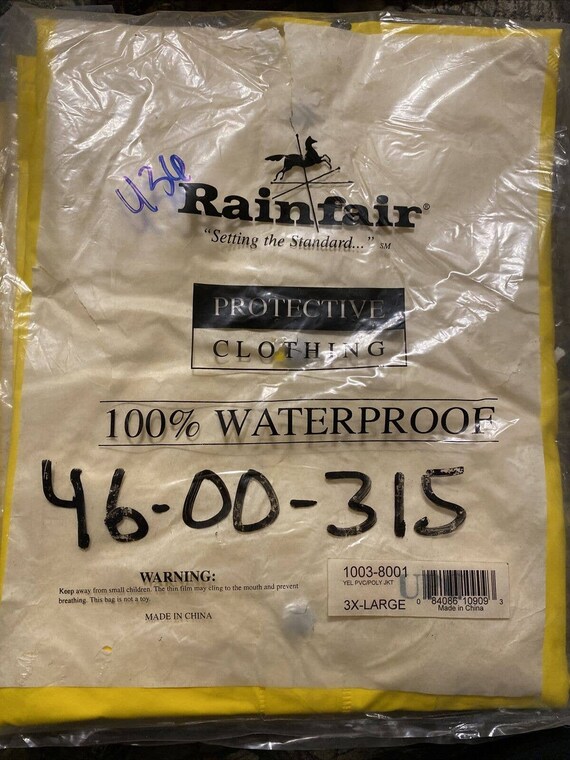 436
Rainfair®
"Setting the Standard..." SM
PROTECTIVE
CLOTHING
100% WATERPROOF
46-00-315
WARNING:
Keep away from small children. The thin film may cling to the mouth and prevent
breathing. This bag is not a toy.
MADE IN CHINA
1003-8001
YEL PVC/POLY JKT
3X-LARGE
U
0 84086 10909 3
Made in China